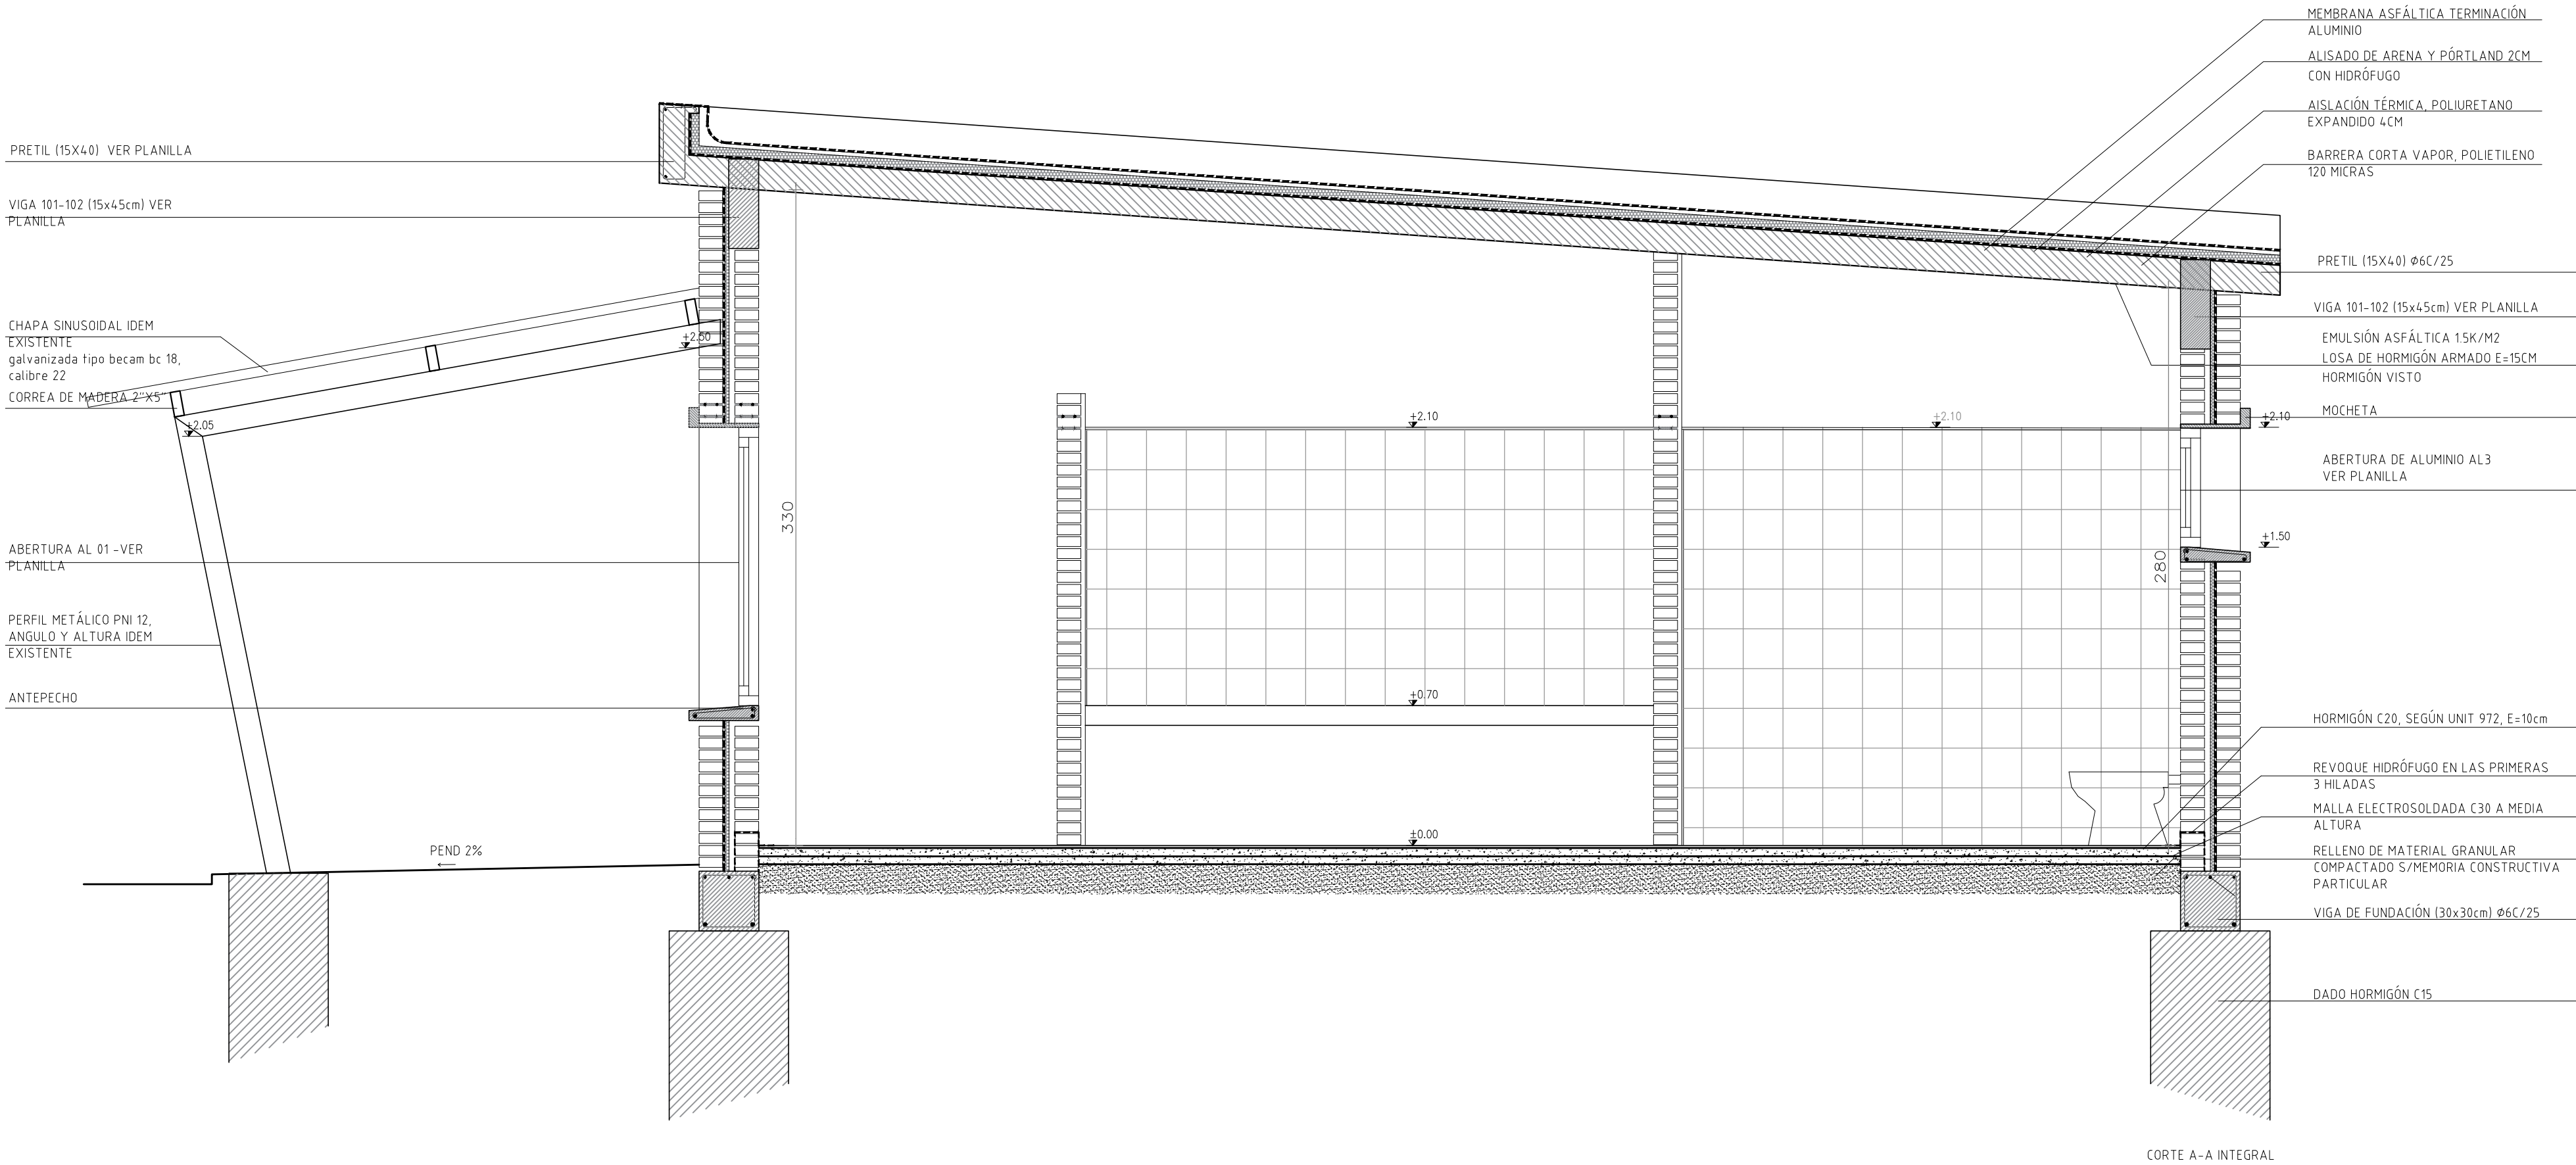 PRETIL (15X40) VER PLANILLA
VIGA 101-102 (15x45cm) VER
PLANILLA
CHAPA SINUSOIDAL IDEM
EXISTENTE
galvanizada tipo becam bc 18,
calibre 22
CORREA DE MADERA 2"X5"
ABERTURA AL 01 -VER
PLANILLA
PERFIL METÁLICO PNI 12,
ANGULO Y ALTURA IDEM
EXISTENTE
ANTEPECHO
+2.50
+2.05
PEND 2%
330
+2.10
+2.10
+0.70
+0.00
280
+2.10
+1.50
MEMBRANA ASFÁLTICA TERMINACIÓN
ALUMINIO
ALISADO DE ARENA Y PÓRTLAND 2CM
CON HIDRÓFUGO
AISLACIÓN TÉRMICA, POLIURETANO
EXPANDIDO 4CM
BARRERA CORTA VAPOR, POLIETILENO
120 MICRAS
PRETIL (15X40) Ø6C/25
VIGA 101-102 (15x45cm) VER PLANILLA
EMULSIÓN ASFÁLTICA 1.5K/M2
LOSA DE HORMIGÓN ARMADO E=15CM
HORMIGÓN VISTO
MOCHETA
ABERTURA DE ALUMINIO AL3
VER PLANILLA
HORMIGÓN C20, SEGÚN UNIT 972, E=10cm
REVOQUE HIDRÓFUGO EN LAS PRIMERAS
3 HILADAS
MALLA ELECTROSOLDADA C30 A MEDIA
ALTURA
RELLENO DE MATERIAL GRANULAR
COMPACTADO S/MEMORIA CONSTRUCTIVA
PARTICULAR
VIGA DE FUNDACIÓN (30x30cm) Ø6C/25
DADO HORMIGÓN C15
CORTE A-A INTEGRAL